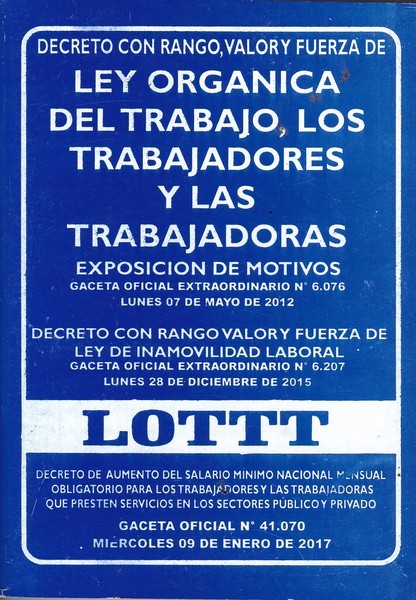 DECRETO CON RANGO, VALOR Y FUERZA DE
LEY ORGANICA
DEL TRABAJO, LOS
TRABAJADORES
Y LAS
TRABAJADORAS
EXPOSICION DE MOTIVOS
GACETA OFICIAL EXTRAORDINARIO N° 6.076
LUNES 07 DE MAYO DE 2012
DECRETO CON RANGO VALOR Y FUERZA DE
LEY DE INAMOVILIDAD LABORAL
GACETA OFICIAL EXTRAORDINARIO N° 6.207
LUNES 28 DE DICIEMBRE DE 2015
LOTTT
DECRETO DE AUMENTO DEL SALARIO MINIMO NACIONAL MENSUAL
OBLIGATORIO PARA LOS TRABAJADORES Y LAS TRABAJADORAS
QUE PRESTEN SERVICIOS EN LOS SECTORES PÚBLICO Y PRIVADO
GACETA OFICIAL N° 41.070
MIERCOLES 09 DE ENERO DE 2017